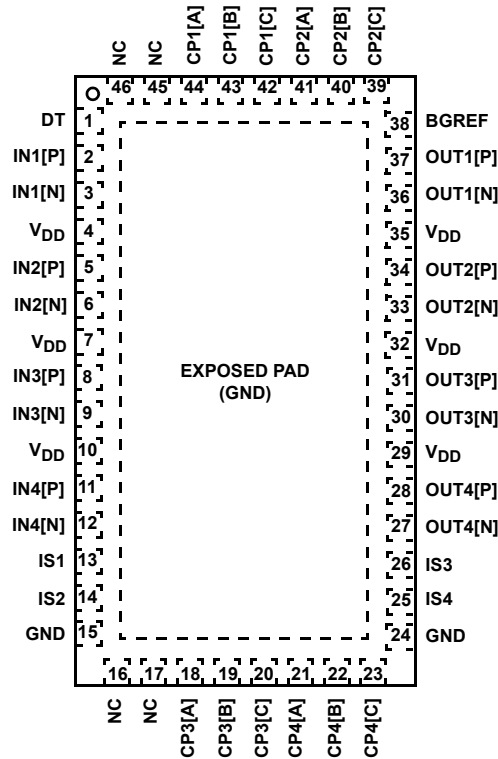 NC
NC
CP1[A]
CP1[B]
CP1[C]
CP2[A]
CP2[B]
CP2[C]
46 45 44 43 42 41 40 39
DT 1 38 BGREF
IN1[P] 2 37 OUT1[P]
IN1[N] 3 36 OUT1[N]
VDD 4 35 VDD
IN2[P] 5 34 OUT2[P]
IN2[N] 6 33 OUT2[N]
VDD 7 32 VDD
EXPOSED PAD
(GND)
IN3[P] 8 31 OUT3[P]
IN3[N] 9 30 OUT3[N]
VDD 10 29 VDD
IN4[P] 11 28 OUT4[P]
IN4[N] 12 27 OUT4[N]
IS1 13 26 IS3
IS2 14 25 IS4
GND 15 24 GND
16 17 18 19 20 21 22 23
NC
NC
CP3[A]
CP3[B]
CP3[C]
CP4[A]
CP4[B]
CP4[C]